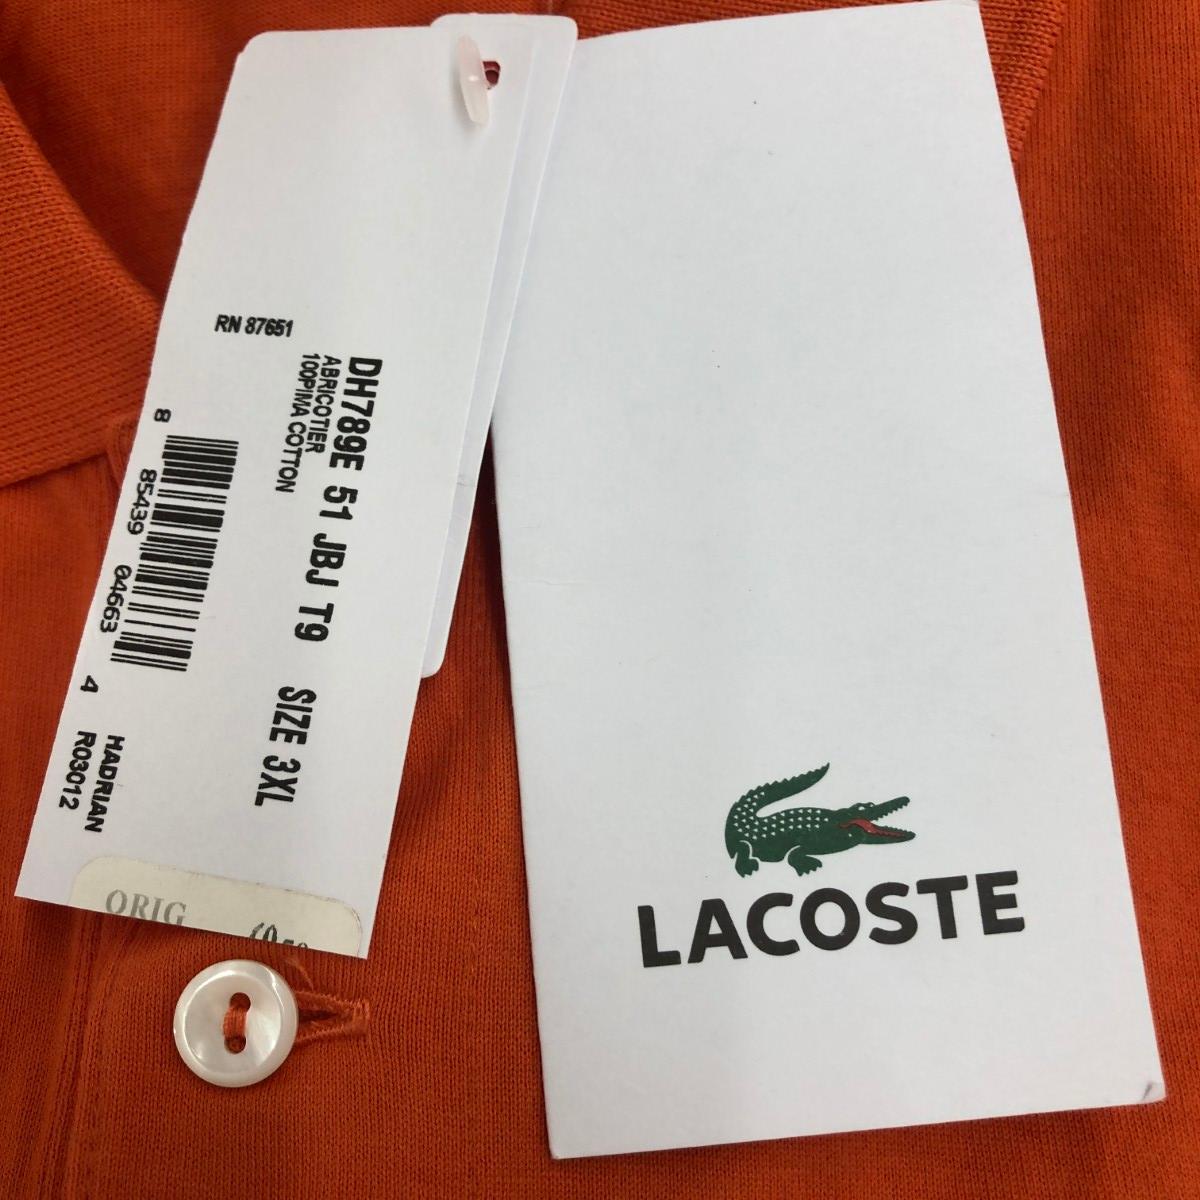 RN 87651
DH789E 51 JBJ T9 SIZE 3XL
ABRICOTIER
100PIMA COTTON
8 85439 04663 4
HADRIAN
R03012
ORIG
LACOSTE